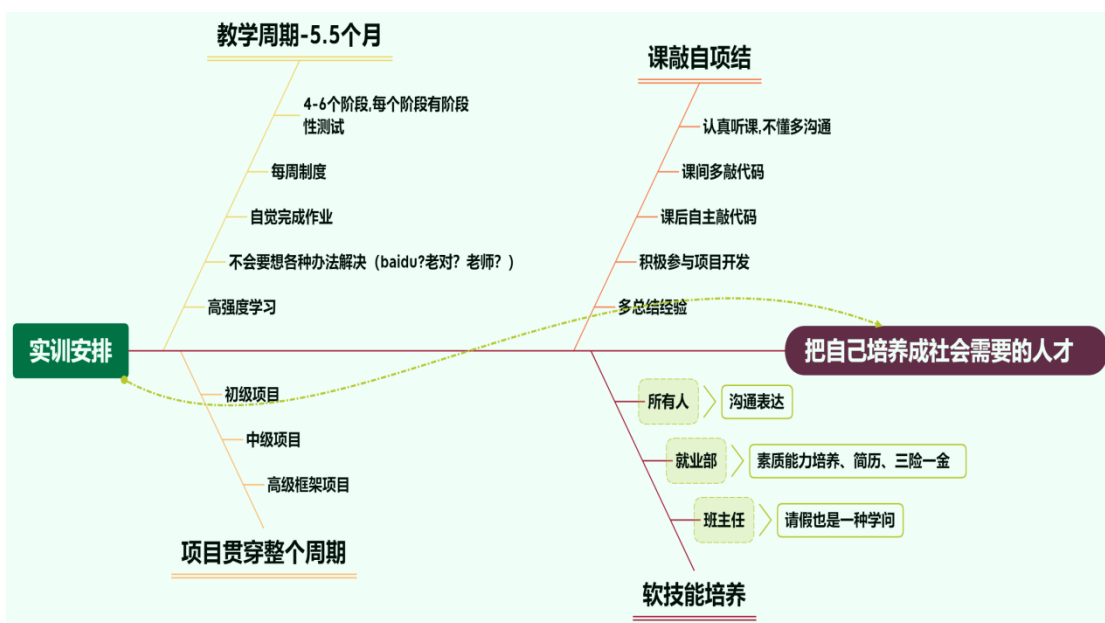 教学周期-5.5个月
4-6个阶段,每个阶段有阶段
性测试
每周制度
自觉完成作业
不会要想各种办法解决（baidu?老对？老师？）
高强度学习
课敲自项结
认真听课,不懂多沟通
课间多敲代码
课后自主敲代码
积极参与项目开发
多总结经验
实训安排
把自己培养成社会需要的人才
初级项目
中级项目
高级框架项目
项目贯穿整个周期
所有人
沟通表达
就业部
素质能力培养、简历、三险一金
班主任
请假也是一种学问
软技能培养